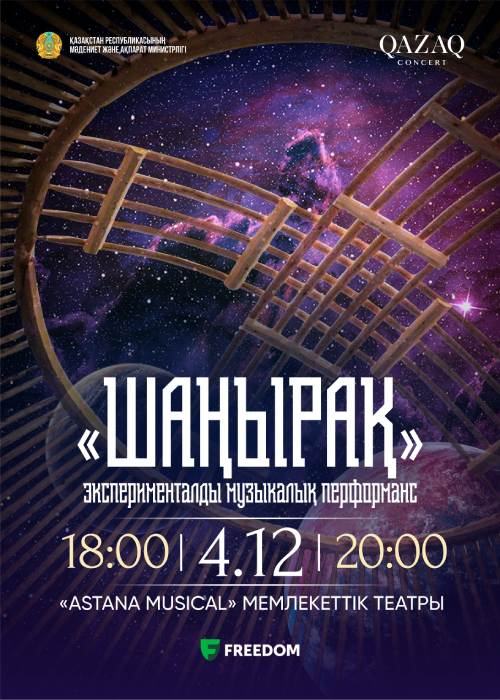 ҚАЗАҚСТАН РЕСПУБЛИКАСЫНЫҢ
МӘДЕНИЕТ ЖӘНЕ АҚПАРАТ МИНИСТРЛІГІ
QAZAQ
CONCERT
«ШАҢЫРАҚ»
ЭКСПЕРИМЕНТАЛДЫ МУЗЫКАЛЫҚ ПЕРФОРМАНС
18:00 | 4.12 | 20:00
«ASTANA MUSICAL» МЕМЛЕКЕТТІК ТЕАТРЫ
FREEDOM